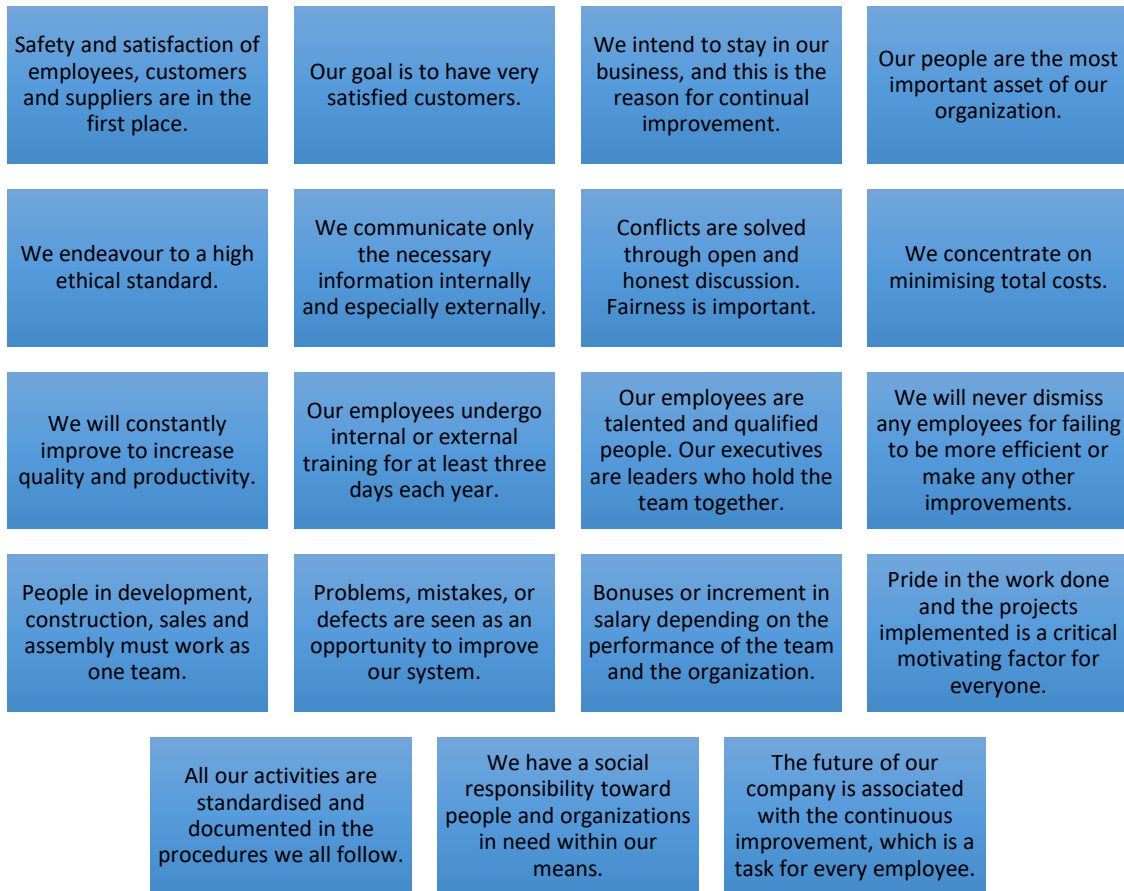 Safety and satisfaction of
employees, customers
and suppliers are in the
first place.
Our goal is to have very
satisfied customers.
We intend to stay in our
business, and this is the
reason for continual
improvement.
Our people are the most
important asset of our
organization.
We endeavour to a high
ethical standard.
We communicate only
the necessary
information internally
and especially externally.
Conflicts are solved
through open and
honest discussion.
Fairness is important.
We concentrate on
minimising total costs.
We will constantly
improve to increase
quality and productivity.
Our employees undergo
internal or external
training for at least three
days each year.
Our employees are
talented and qualified
people. Our executives
are leaders who hold the
team together.
We will never dismiss
any employees for failing
to be more efficient or
make any other
improvements.
People in development,
construction, sales and
assembly must work as
one team.
Problems, mistakes, or
defects are seen as an
opportunity to improve
our system.
Bonuses or increment in
salary depending on the
performance of the team
and the organization.
Pride in the work done
and the projects
implemented is a critical
motivating factor for
everyone.
All our activities are
standardised and
documented in the
procedures we all follow.
We have a social
responsibility toward
people and organizations
in need within our
means.
The future of our
company is associated
with the continuous
improvement, which is a
task for every employee.